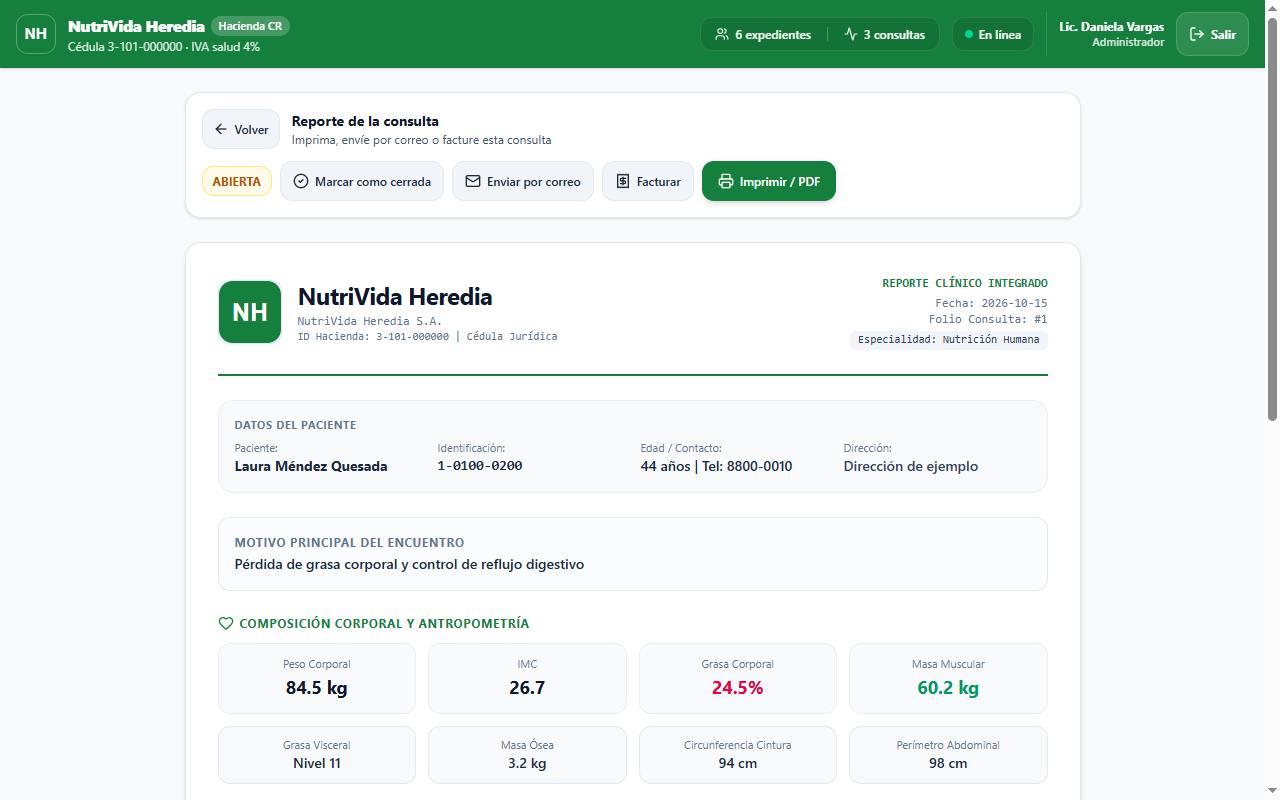 NH
NutriVida Heredia Hacienda CR
Cédula 3-101-000000 · IVA salud 4%
6 expedientes
3 consultas
En línea
Lic. Daniela Vargas
Administrador
Salir
Volver
Reporte de la consulta
Imprima, envíe por correo o facture esta consulta
ABIERTA
Marcar como cerrada
Enviar por correo
Facturar
Imprimir / PDF
NH
NutriVida Heredia
NutriVida Heredia S.A.
ID Hacienda: 3-101-000000 | Cédula Jurídica
REPORTE CLÍNICO INTEGRADO
Fecha: 2026-10-15
Folio Consulta: #1
Especialidad: Nutrición Humana
DATOS DEL PACIENTE
Paciente:
Laura Méndez Quesada
Identificación:
1-0100-0200
Edad / Contacto:
44 años | Tel: 8800-0010
Dirección:
Dirección de ejemplo
MOTIVO PRINCIPAL DEL ENCUENTRO
Pérdida de grasa corporal y control de reflujo digestivo
COMPOSICIÓN CORPORAL Y ANTROPOMETRÍA
Peso Corporal
84.5 kg
IMC
26.7
Grasa Corporal
24.5%
Masa Muscular
60.2 kg
Grasa Visceral
Nivel 11
Masa Ósea
3.2 kg
Circunferencia Cintura
94 cm
Perímetro Abdominal
98 cm